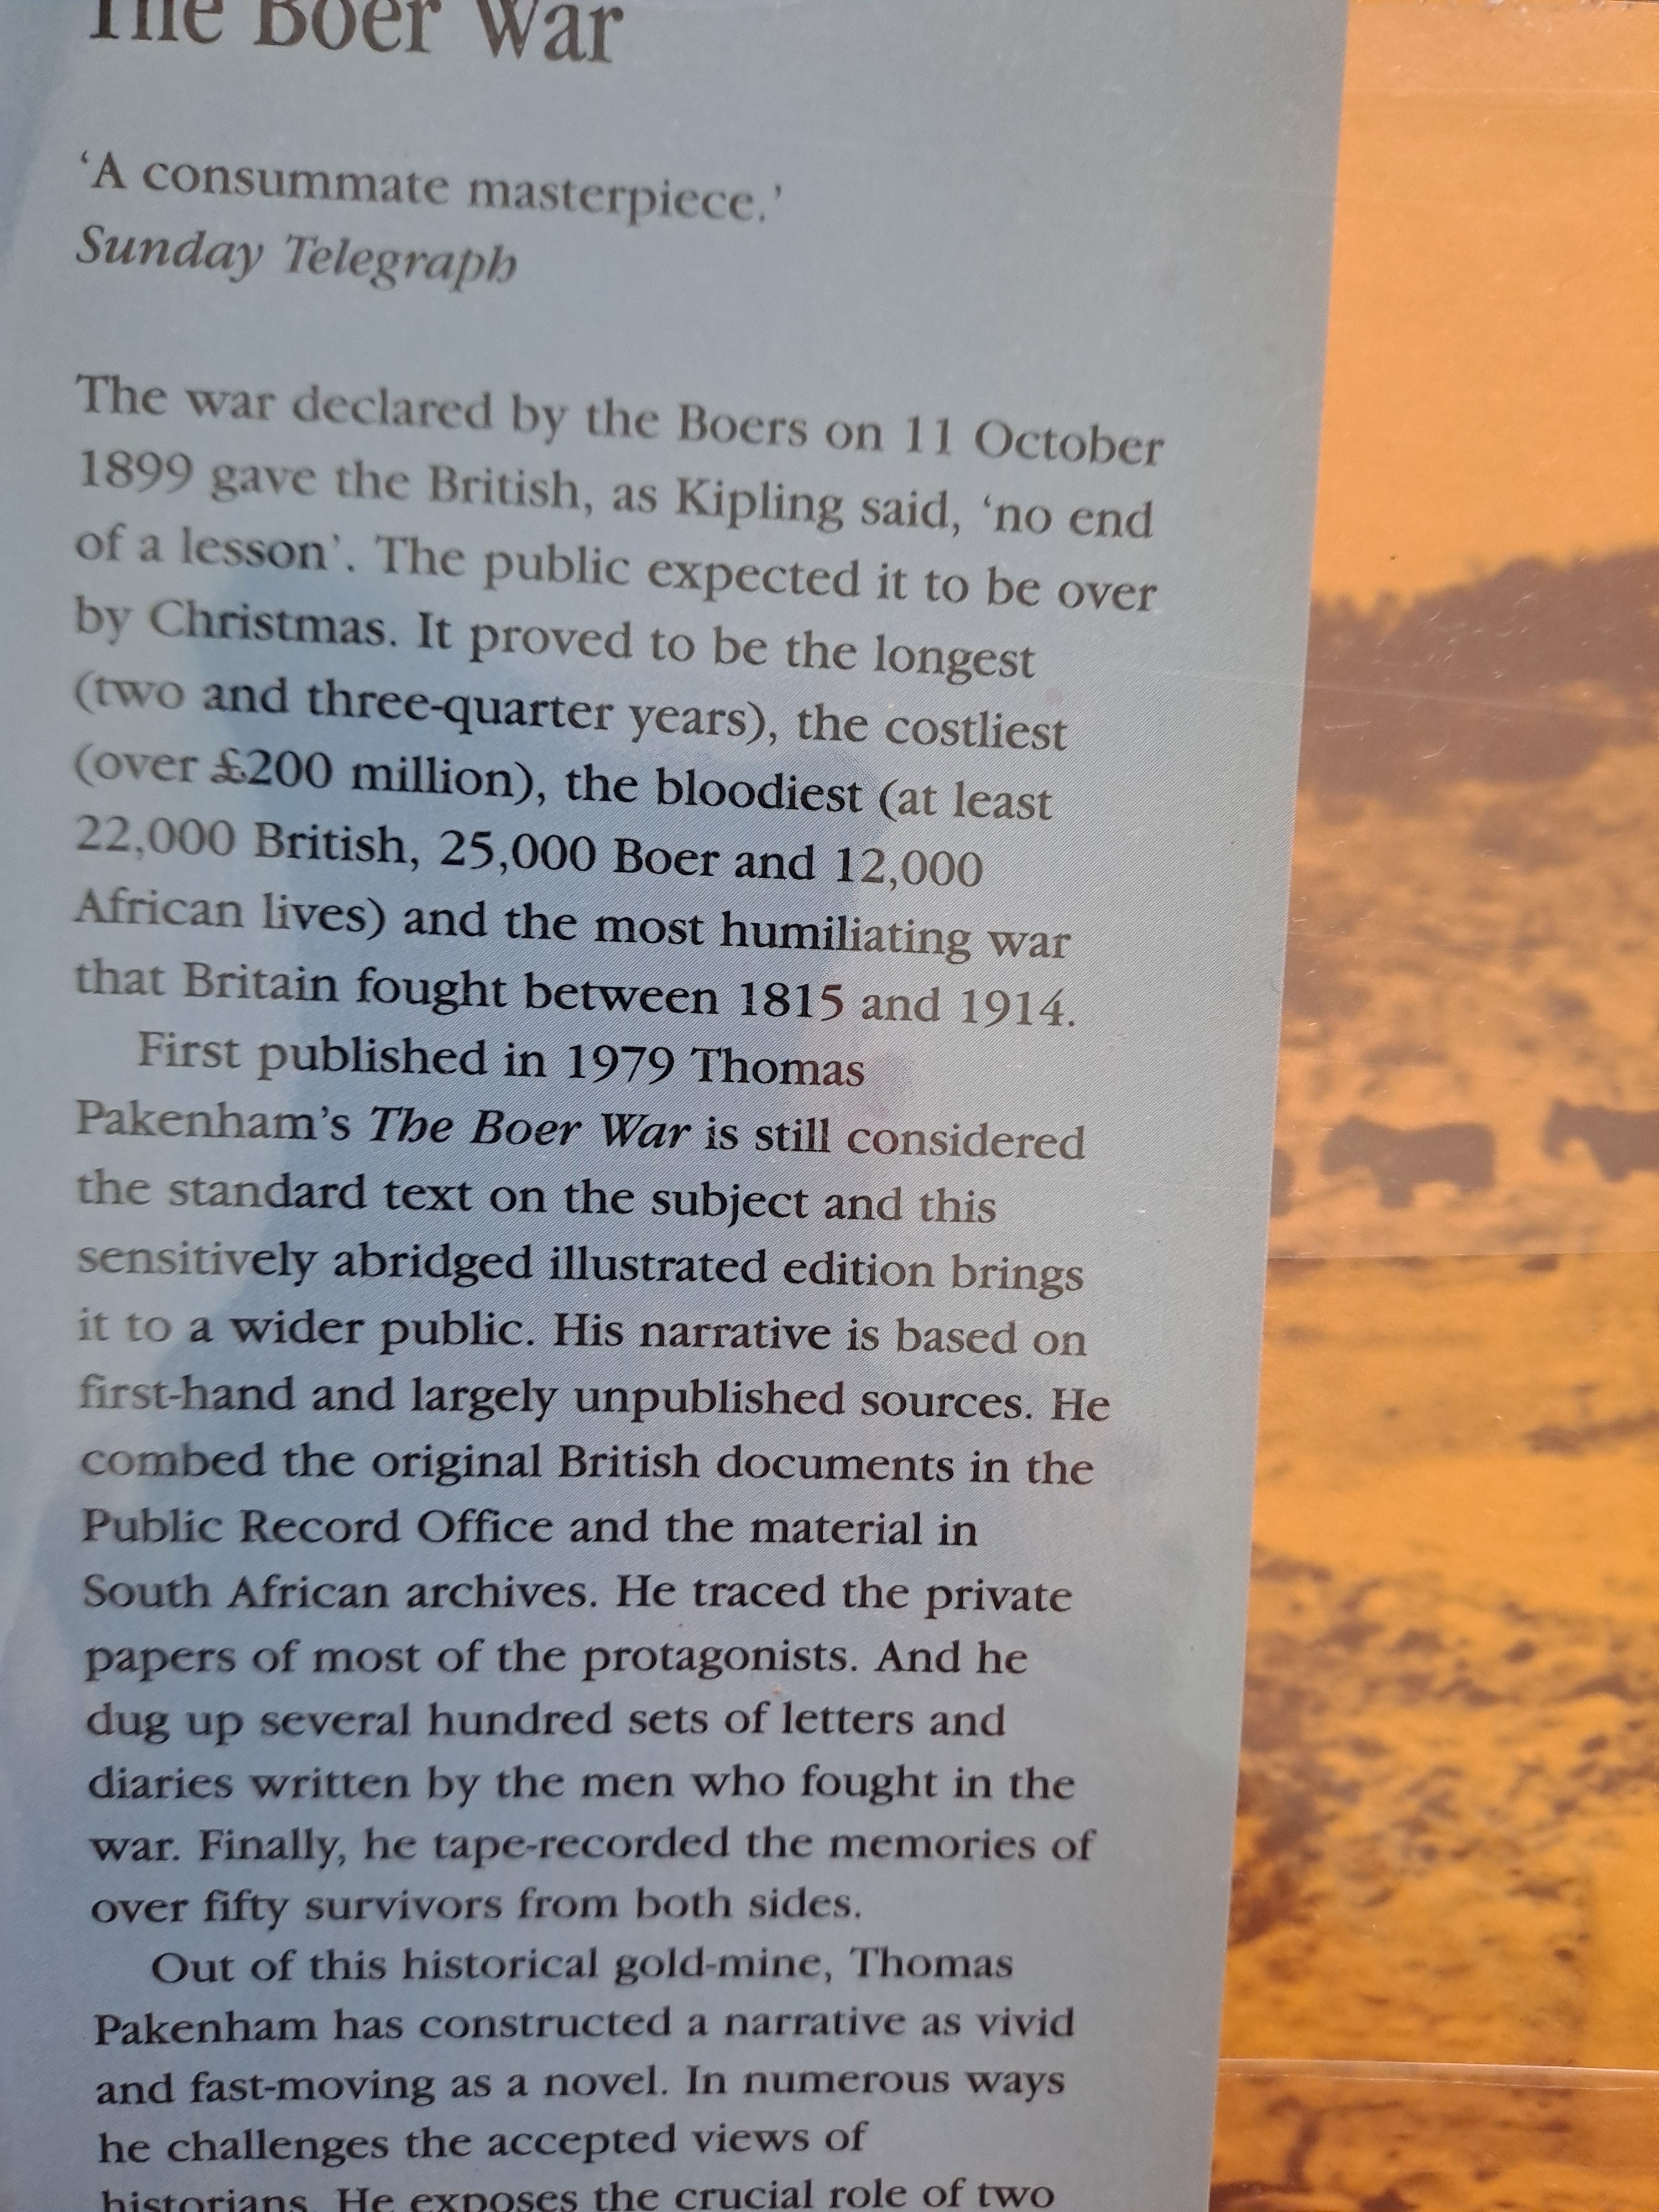 The Boer War
‘A consummate masterpiece.’
Sunday Telegraph
The war declared by the Boers on 11 October
1899 gave the British, as Kipling said, ‘no end
of a lesson’. The public expected it to be over
by Christmas. It proved to be the longest
(two and three-quarter years), the costliest
(over £200 million), the bloodiest (at least
22,000 British, 25,000 Boer and 12,000
African lives) and the most humiliating war
that Britain fought between 1815 and 1914.
First published in 1979 Thomas
Pakenham’s The Boer War is still considered
the standard text on the subject and this
sensitively abridged illustrated edition brings
it to a wider public. His narrative is based on
first-hand and largely unpublished sources. He
combed the original British documents in the
Public Record Office and the material in
South African archives. He traced the private
papers of most of the protagonists. And he
dug up several hundred sets of letters and
diaries written by the men who fought in the
war. Finally, he tape-recorded the memories of
over fifty survivors from both sides.
Out of this historical gold-mine, Thomas
Pakenham has constructed a narrative as vivid
and fast-moving as a novel. In numerous ways
he challenges the accepted views of
historians. He exposes the crucial role of two